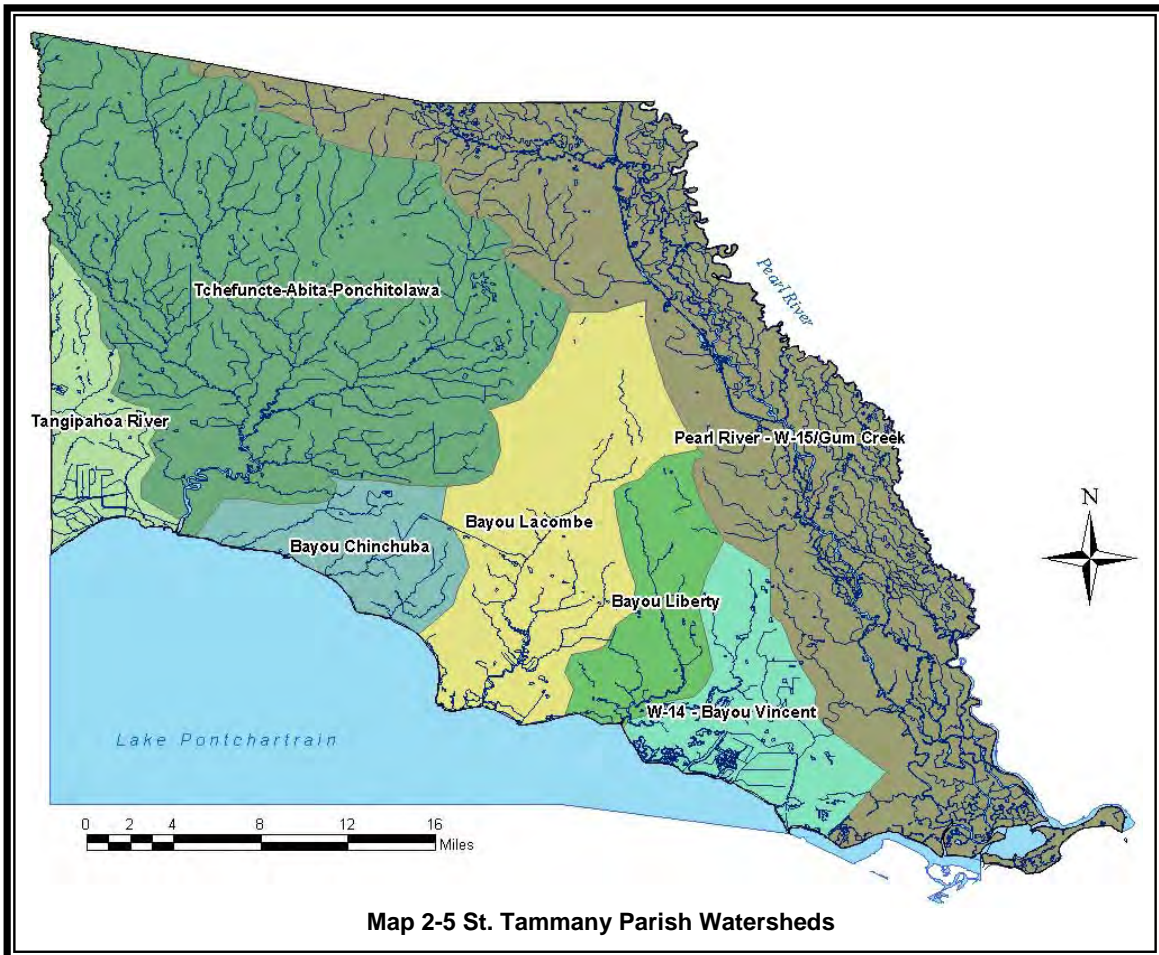 Pearl River
Tchefuncte-Abita-Ponchitolawa
Tangipahoa River
Pearl River - W-15/Gum Creek
N
Bayou Lacombe
Bayou Chinchuba
Bayou Liberty
W-14 - Bayou Vincent
Lake Pontchartrain
0 2 4 8 12 16
Miles
Map 2-5 St. Tammany Parish Watersheds